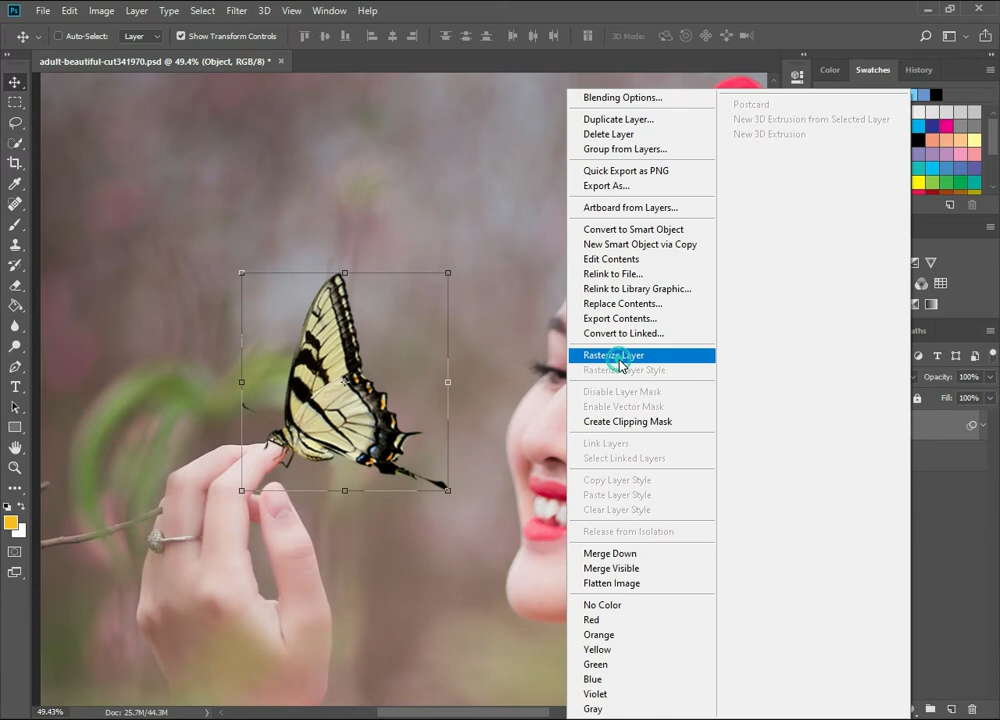 Ps File Edit Image Layer Type Select Filter 3D View Window Help
Auto-Select: Layer Show Transform Controls 3D Mode:
adult-beautiful-cut341970.psd @ 49.4% (Object, RGB/8) *
Color Swatches History
Blending Options...
Duplicate Layer...
Delete Layer
Group from Layers...
Quick Export as PNG
Export As...
Artboard from Layers...
Convert to Smart Object
New Smart Object via Copy
Edit Contents
Relink to File...
Relink to Library Graphic...
Replace Contents...
Export Contents...
Convert to Linked...
Rasterize Layer
Rasterize Layer Style
Disable Layer Mask
Enable Vector Mask
Create Clipping Mask
Link Layers
Select Linked Layers
Copy Layer Style
Paste Layer Style
Clear Layer Style
Release from Isolation
Merge Down
Merge Visible
Flatten Image
No Color
Red
Orange
Yellow
Green
Blue
Violet
Gray
Postcard
New 3D Extrusion from Selected Layer
New 3D Extrusion
aths
Opacity: 100%
Fill: 100%
49.43% Doc: 25.7M/44.3M